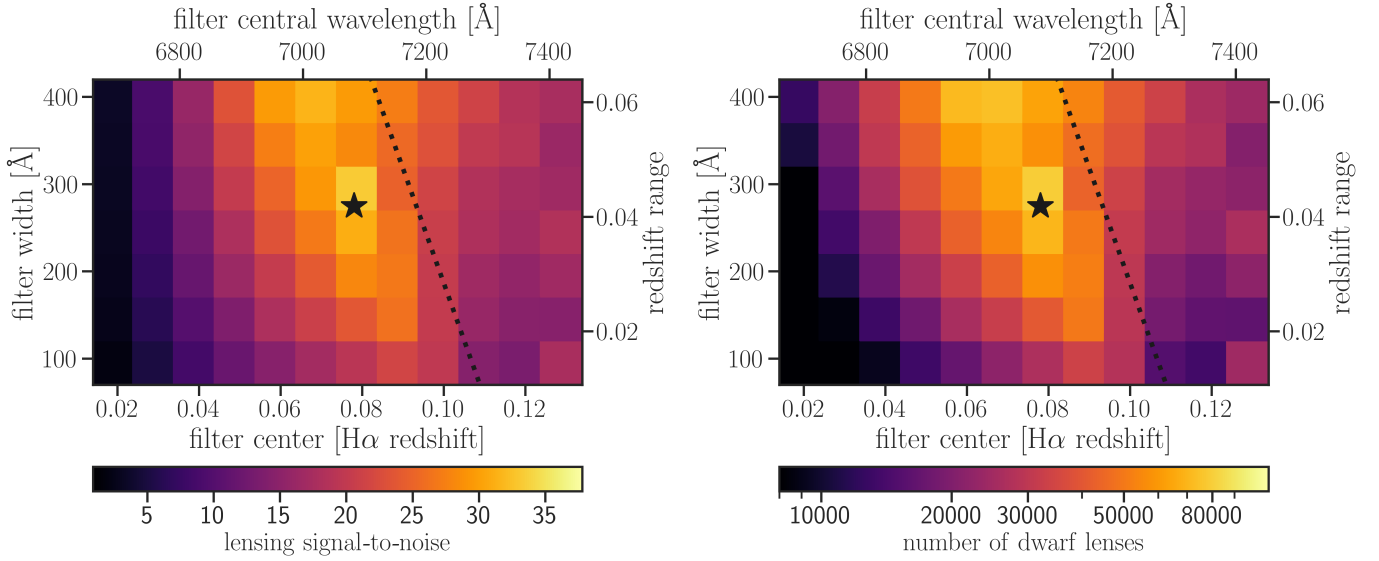 filter central wavelength [Å]
6800 7000 7200 7400
400
300
200
100
filter width [Å]
0.06
0.04
0.02
redshift range
0.02 0.04 0.06 0.08 0.10 0.12
filter center [Hα redshift]
5 10 15 20 25 30 35
lensing signal-to-noise
filter central wavelength [Å]
6800 7000 7200 7400
400
300
200
100
filter width [Å]
0.06
0.04
0.02
redshift range
0.02 0.04 0.06 0.08 0.10 0.12
filter center [Hα redshift]
10000 20000 30000 50000 80000
number of dwarf lenses